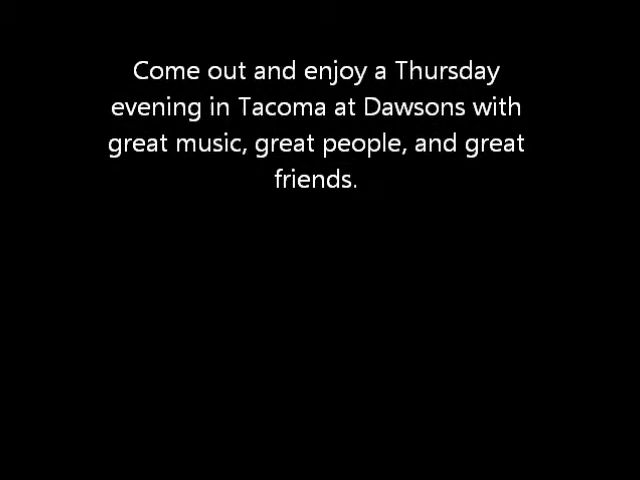 Come out and enjoy a Thursday
evening in Tacoma at Dawsons with
great music, great people, and great
friends.